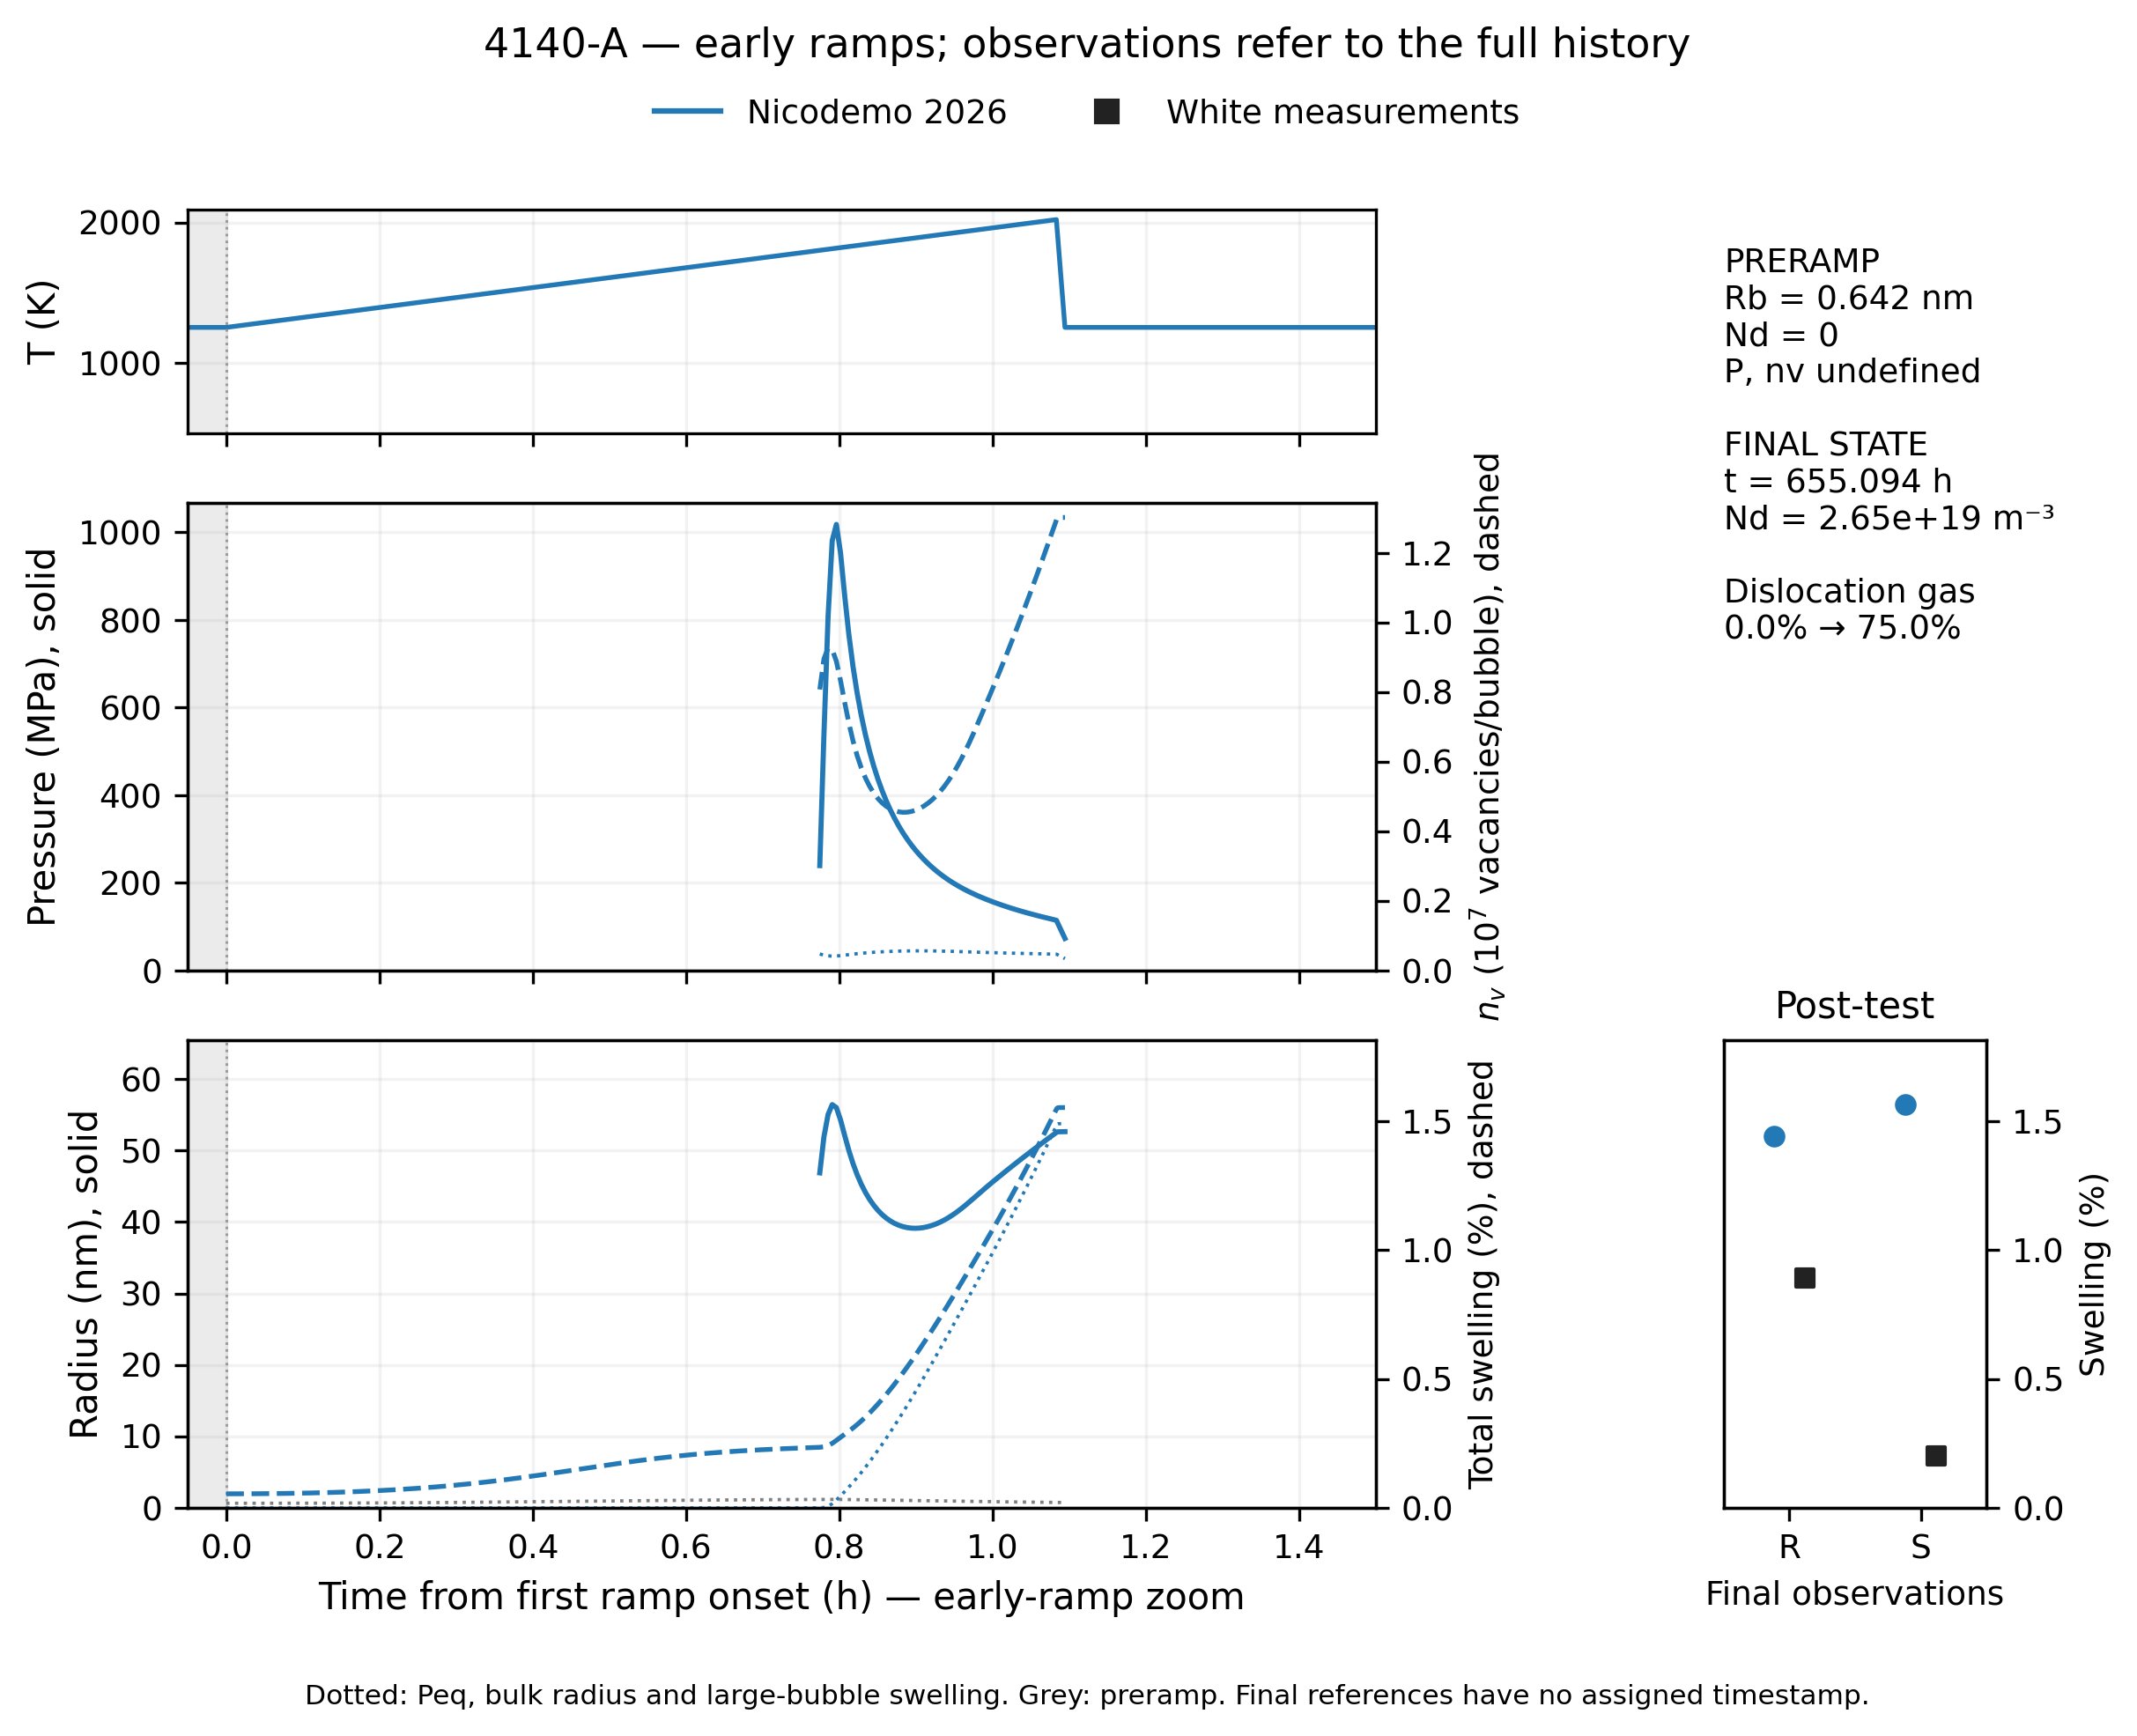 4140-A — early ramps; observations refer to the full history
Nicodemo 2026
White measurements
T (K)
2000
1000
PRERAMP
Rb = 0.642 nm
Nd = 0
P, nv undefined
FINAL STATE
t = 655.094 h
Nd = 2.65e+19 m⁻³
Dislocation gas
0.0% → 75.0%
Pressure (MPa), solid
1000
800
600
400
200
0
1.2
1.0
0.8
0.6
0.4
0.2
0.0
n_v (10⁷ vacancies/bubble), dashed
Radius (nm), solid
60
50
40
30
20
10
0
1.5
1.0
0.5
0.0
Total swelling (%), dashed
0.0 0.2 0.4 0.6 0.8 1.0 1.2 1.4
Time from first ramp onset (h) — early-ramp zoom
Post-test
1.5
1.0
0.5
0.0
Swelling (%)
R S
Final observations
Dotted: Peq, bulk radius and large-bubble swelling. Grey: preramp. Final references have no assigned timestamp.